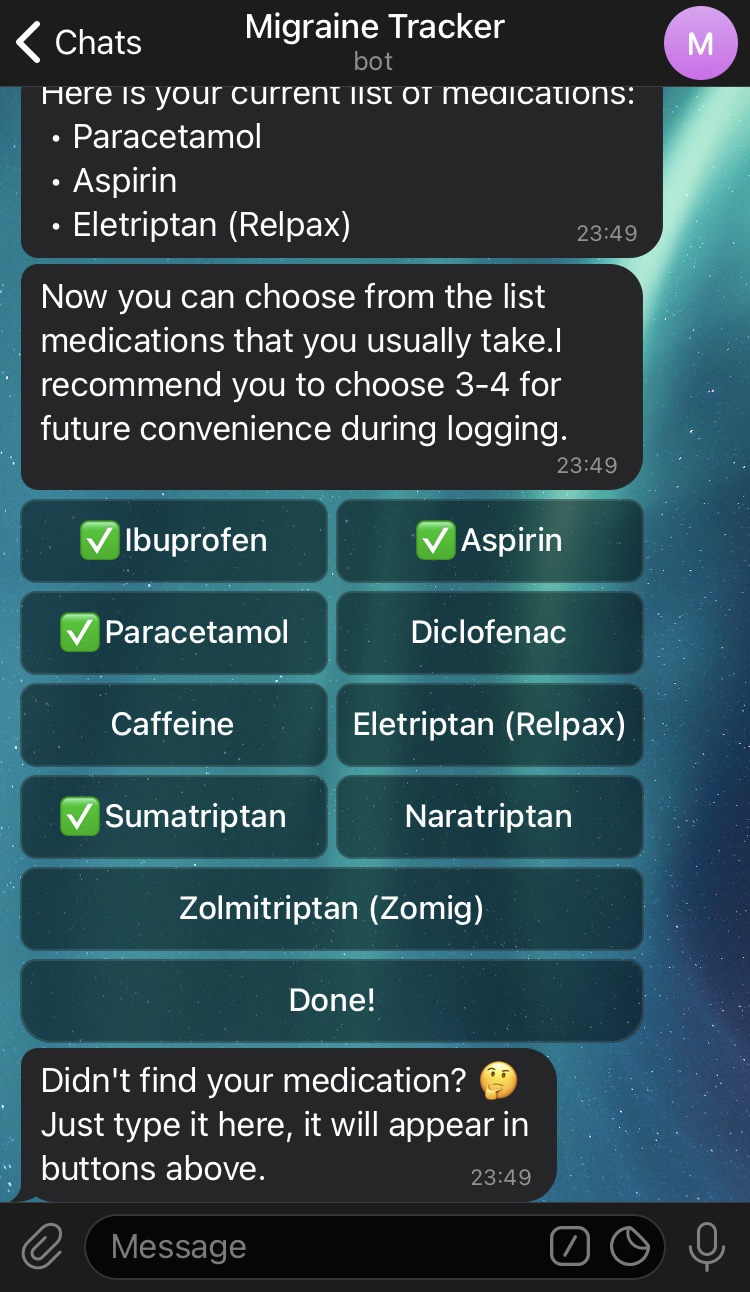 Chats
Migraine Tracker
bot
M
Here is your current list of medications:
• Paracetamol
• Aspirin
• Eletriptan (Relpax)
23:49
Now you can choose from the list
medications that you usually take.I
recommend you to choose 3-4 for
future convenience during logging.
23:49
✅Ibuprofen
✅Aspirin
✅Paracetamol
Diclofenac
Caffeine
Eletriptan (Relpax)
✅Sumatriptan
Naratriptan
Zolmitriptan (Zomig)
Done!
Didn't find your medication? 🤔
Just type it here, it will appear in
buttons above.
23:49
Message